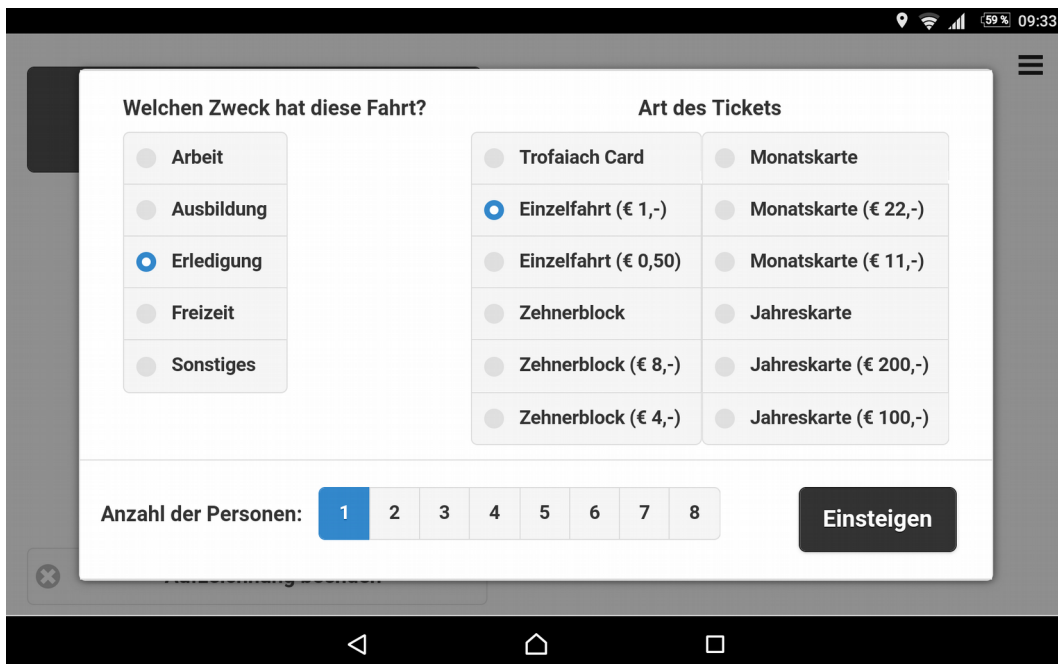 59 % 09:33
Welchen Zweck hat diese Fahrt?
Arbeit
Ausbildung
Erledigung
Freizeit
Sonstiges
Art des Tickets
Trofaiach Card
Einzelfahrt (€ 1,-)
Einzelfahrt (€ 0,50)
Zehnerblock
Zehnerblock (€ 8,-)
Zehnerblock (€ 4,-)
Monatskarte
Monatskarte (€ 22,-)
Monatskarte (€ 11,-)
Jahreskarte
Jahreskarte (€ 200,-)
Jahreskarte (€ 100,-)
Anzahl der Personen: 1 2 3 4 5 6 7 8
Einsteigen